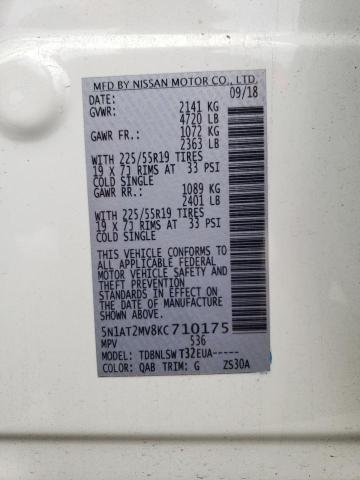 MFD BY NISSAN MOTOR CO., LTD.
DATE: 09/18
GVWR: 2141 KG
4720 LB
GAWR FR.: 1072 KG
2363 LB
WITH 225/55R19 TIRES
19 x 7J RIMS AT 33 PSI
COLD SINGLE
GAWR RR.: 1089 KG
2401 LB
WITH 225/55R19 TIRES
19 x 7J RIMS AT 33 PSI
COLD SINGLE
THIS VEHICLE CONFORMS TO
ALL APPLICABLE FEDERAL
MOTOR VEHICLE SAFETY AND
STANDARDS IN EFFECT ON
THE DATE OF MANUFACTURE
SHOWN ABOVE.
5N1AT2MV8KC710175
MPV 536
MODEL: TDBNLSW T32EUA-----
COLOR: QAB TRIM: G ZS30A